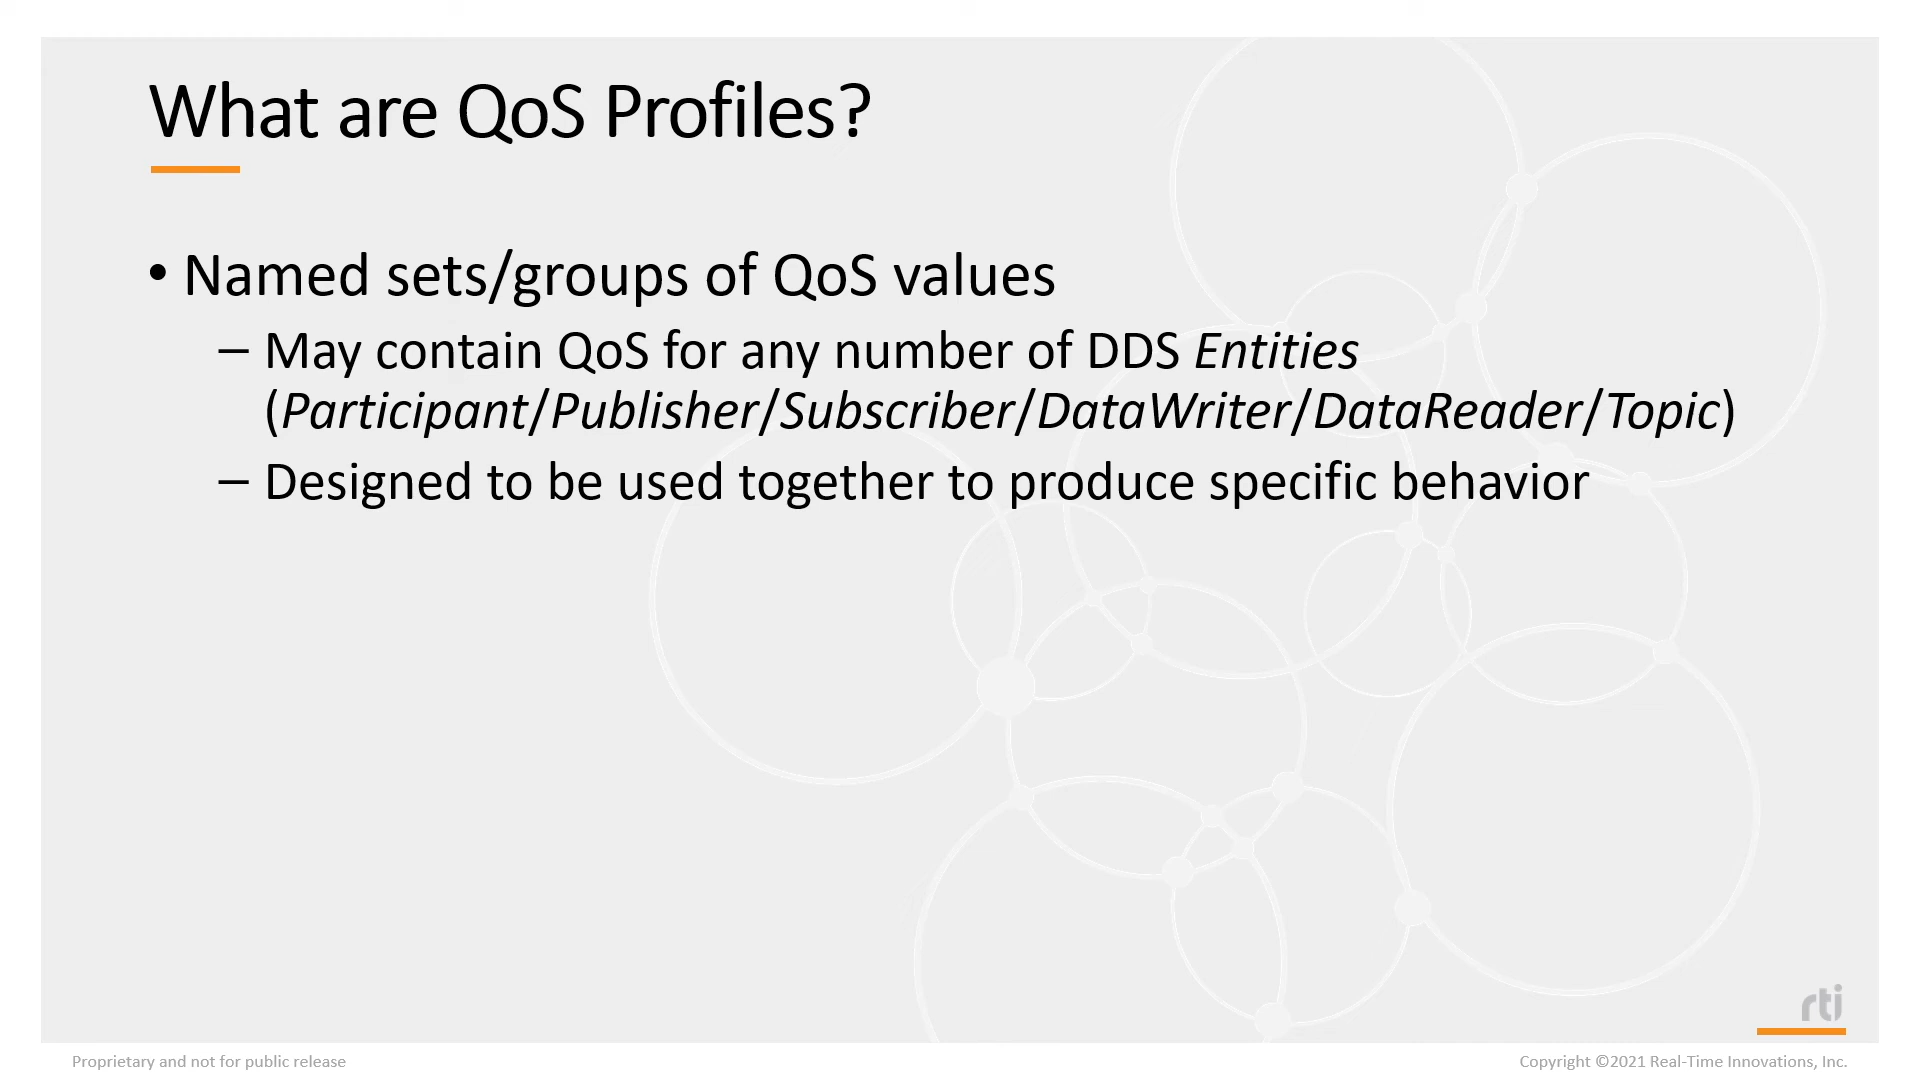 What are QoS Profiles?
• Named sets/groups of QoS values
– May contain QoS for any number of DDS Entities
(Participant/Publisher/Subscriber/DataWriter/DataReader/Topic)
– Designed to be used together to produce specific behavior
rti
Proprietary and not for public release
Copyright ©2021 Real-Time Innovations, Inc.